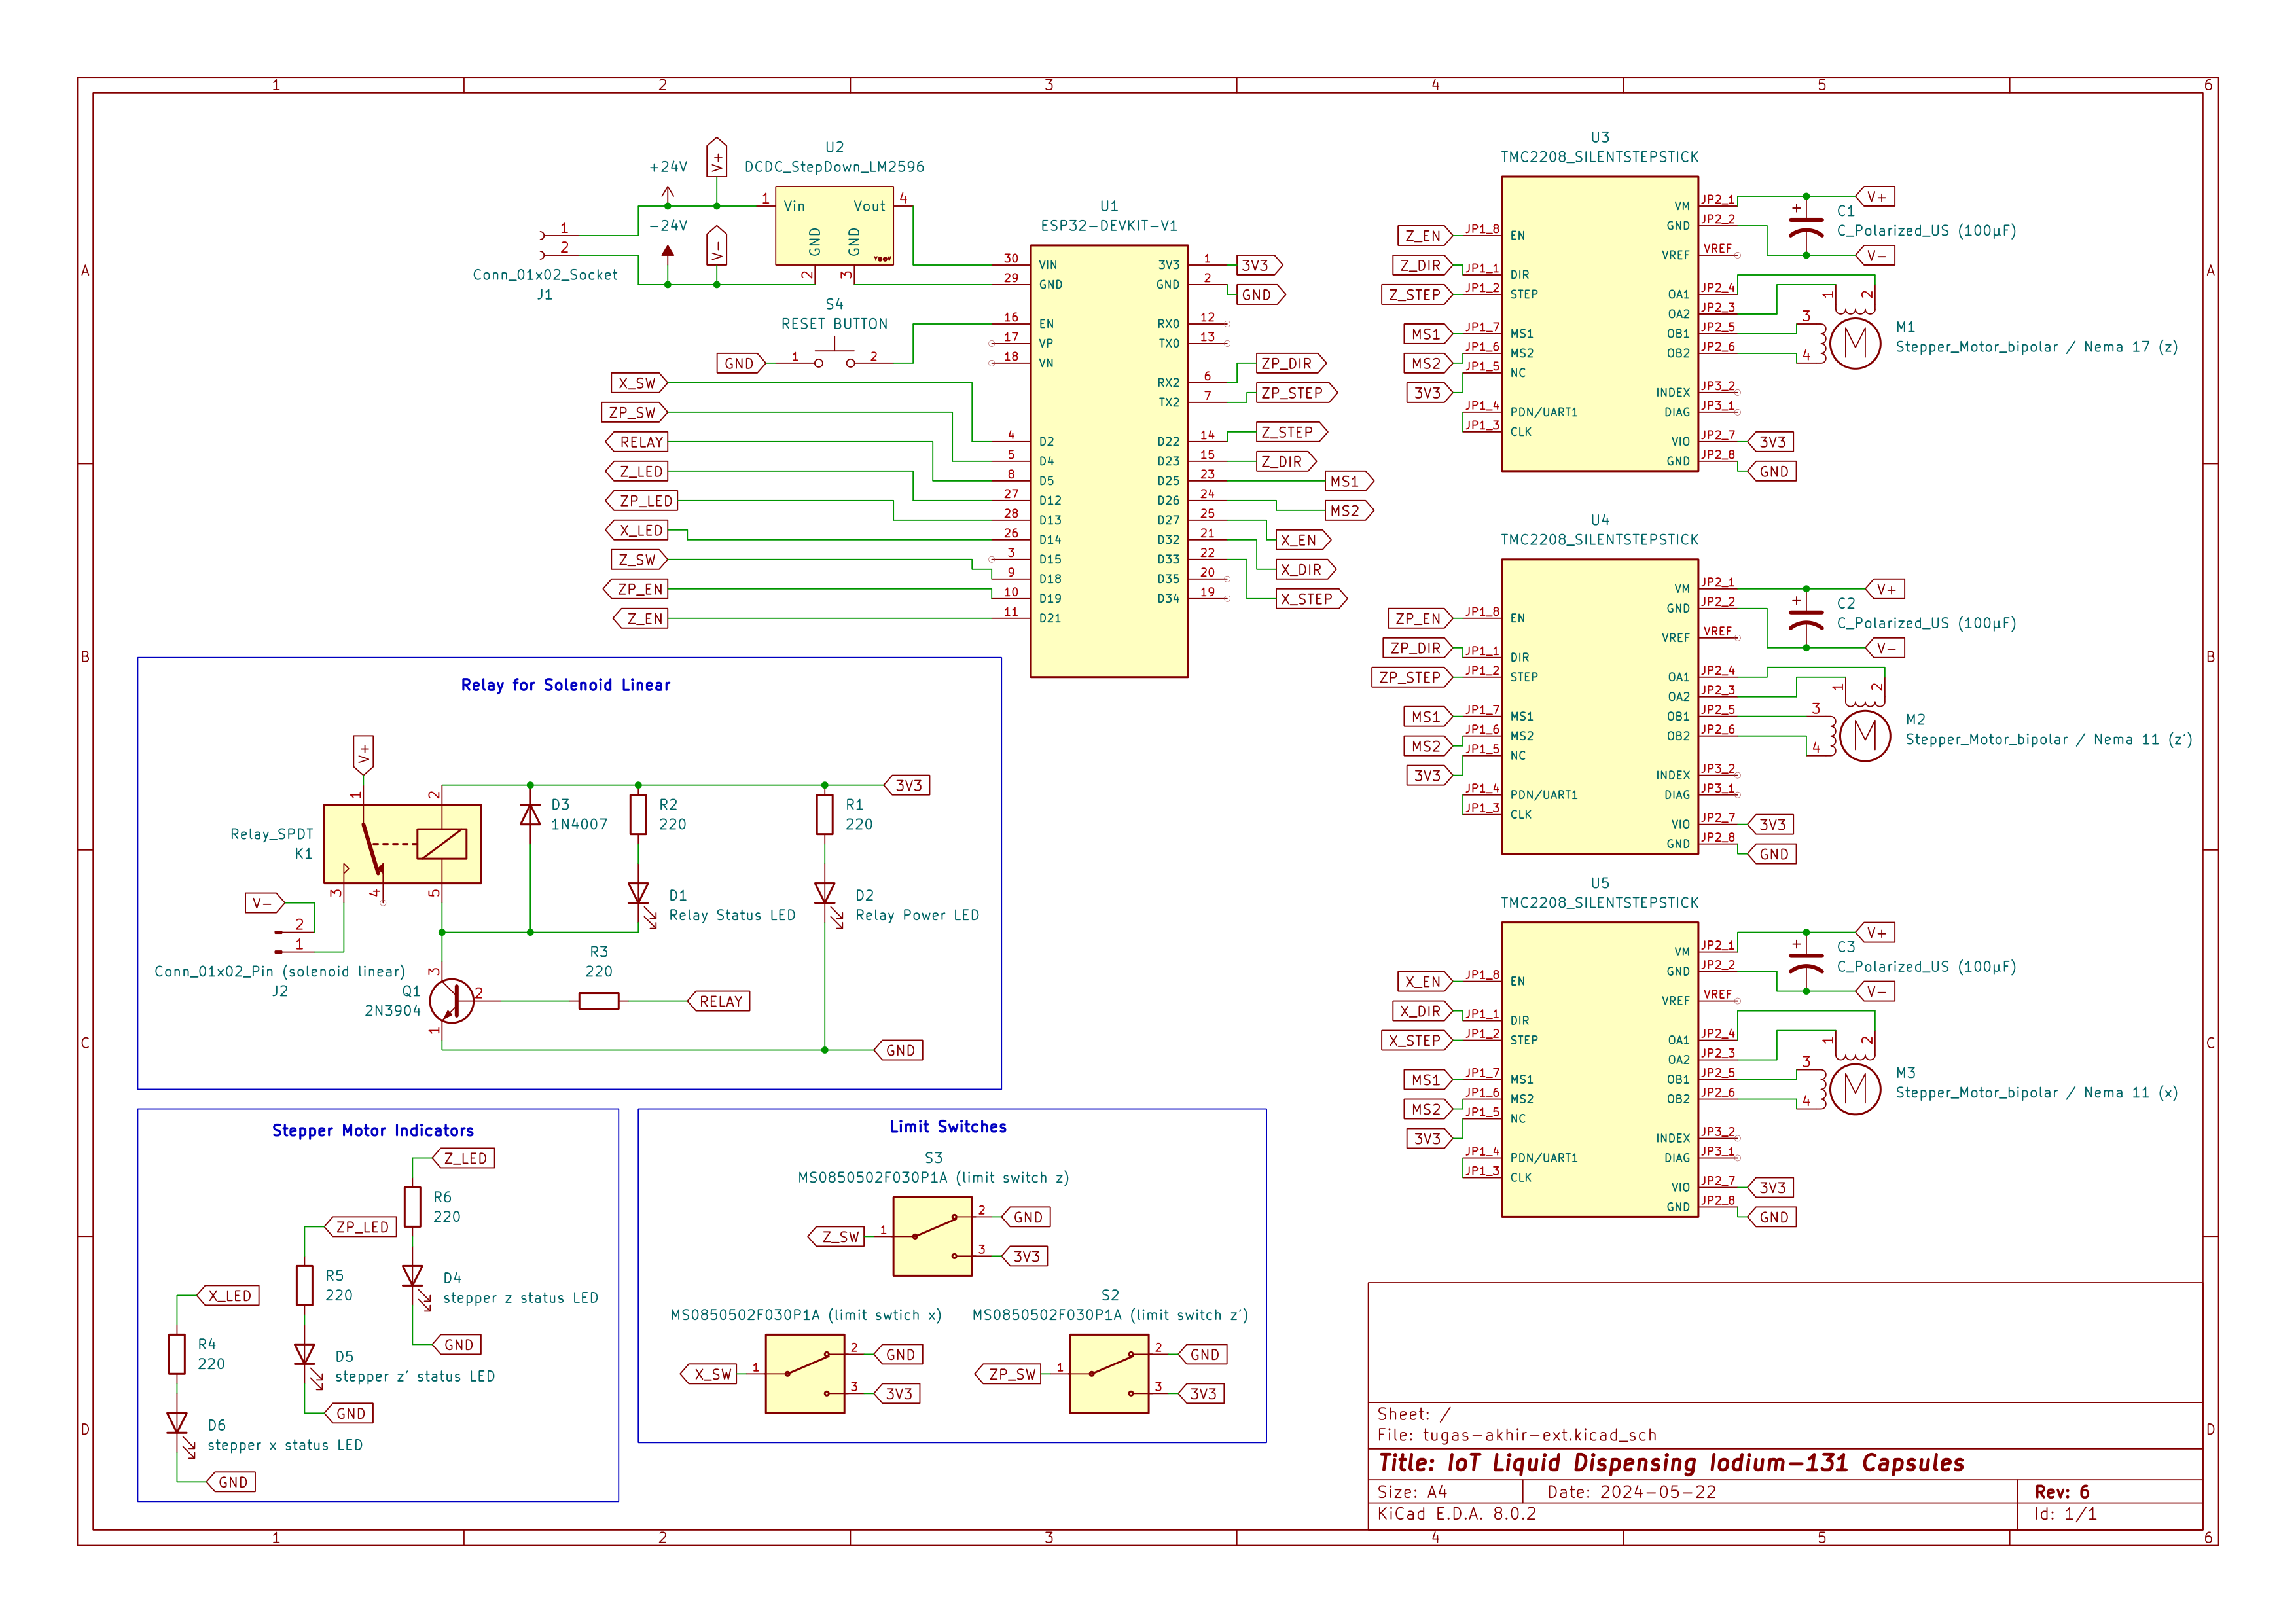 1 2 3 4 5 6
A
B
C
D
A
B
C
D
1 2 3 4 5 6
+24V
-24V
V+
V-
1
2
Conn_01x02_Socket
J1
U2
DCDC_StepDown_LM2596
1 Vin Vout 4
GND GND
YOOV
2 3
S4
RESET BUTTON
GND 1 2
X_SW
ZP_SW
RELAY
Z_LED
ZP_LED
X_LED
Z_SW
ZP_EN
Z_EN
U1
ESP32-DEVKIT-V1
30 VIN 3V3 1 3V3
29 GND GND 2 GND
16 EN RX0 12
17 VP TX0 13
18 VN
RX2 6 ZP_DIR
TX2 7 ZP_STEP
4 D2 D22 14 Z_STEP
5 D4 D23 15 Z_DIR
8 D5 D25 23 MS1
27 D12 D26 24 MS2
28 D13 D27 25 X_EN
26 D14 D32 21 X_DIR
3 D15 D33 22 X_STEP
9 D18 D35 20
10 D19 D34 19
11 D21
U3
TMC2208_SILENTSTEPSTICK
Z_EN JP1_8 EN
Z_DIR JP1_1 DIR
Z_STEP JP1_2 STEP
MS1 JP1_7 MS1
MS2 JP1_6 MS2
3V3 JP1_5 NC
JP1_4 PDN/UART1
JP1_3 CLK
VM JP2_1 V+
GND JP2_2 V-
VREF VREF
OA1 JP2_4
OA2 JP2_3
OB1 JP2_5
OB2 JP2_6
INDEX JP3_2
DIAG JP3_1
VIO JP2_7 3V3
GND JP2_8 GND
+ C1
C_Polarized_US (100µF)
1 2
3
4
M
M1
Stepper_Motor_bipolar / Nema 17 (z)
U4
TMC2208_SILENTSTEPSTICK
ZP_EN JP1_8 EN
ZP_DIR JP1_1 DIR
ZP_STEP JP1_2 STEP
MS1 JP1_7 MS1
MS2 JP1_6 MS2
3V3 JP1_5 NC
JP1_4 PDN/UART1
JP1_3 CLK
VM JP2_1 V+
GND JP2_2 V-
VREF VREF
OA1 JP2_4
OA2 JP2_3
OB1 JP2_5
OB2 JP2_6
INDEX JP3_2
DIAG JP3_1
VIO JP2_7 3V3
GND JP2_8 GND
+ C2
C_Polarized_US (100µF)
1 2
3
4
M
M2
Stepper_Motor_bipolar / Nema 11 (z')
U5
TMC2208_SILENTSTEPSTICK
X_EN JP1_8 EN
X_DIR JP1_1 DIR
X_STEP JP1_2 STEP
MS1 JP1_7 MS1
MS2 JP1_6 MS2
3V3 JP1_5 NC
JP1_4 PDN/UART1
JP1_3 CLK
VM JP2_1 V+
GND JP2_2 V-
VREF VREF
OA1 JP2_4
OA2 JP2_3
OB1 JP2_5
OB2 JP2_6
INDEX JP3_2
DIAG JP3_1
VIO JP2_7 3V3
GND JP2_8 GND
+ C3
C_Polarized_US (100µF)
1 2
3
4
M
M3
Stepper_Motor_bipolar / Nema 11 (x)
Relay for Solenoid Linear
V+
1 2
Relay_SPDT
K1
3 4 5
V-
2
1
Conn_01x02_Pin (solenoid linear)
J2
D3
1N4007
R2
220
R1
220
3V3
D1
Relay Status LED
D2
Relay Power LED
R3
220
RELAY
3
2
1
Q1
2N3904
GND
Stepper Motor Indicators
Z_LED
R6
220
D4
stepper z status LED
GND
ZP_LED
R5
220
D5
stepper z' status LED
GND
X_LED
R4
220
D6
stepper x status LED
GND
Limit Switches
S3
MS0850502F030P1A (limit switch z)
Z_SW 1 2 GND
3 3V3
MS0850502F030P1A (limit swtich x)
X_SW 1 2 GND
3 3V3
S2
MS0850502F030P1A (limit switch z')
ZP_SW 1 2 GND
3 3V3
Sheet: /
File: tugas-akhir-ext.kicad_sch
Title: IoT Liquid Dispensing Iodium-131 Capsules
Size: A4 Date: 2024-05-22 Rev: 6
KiCad E.D.A. 8.0.2 Id: 1/1